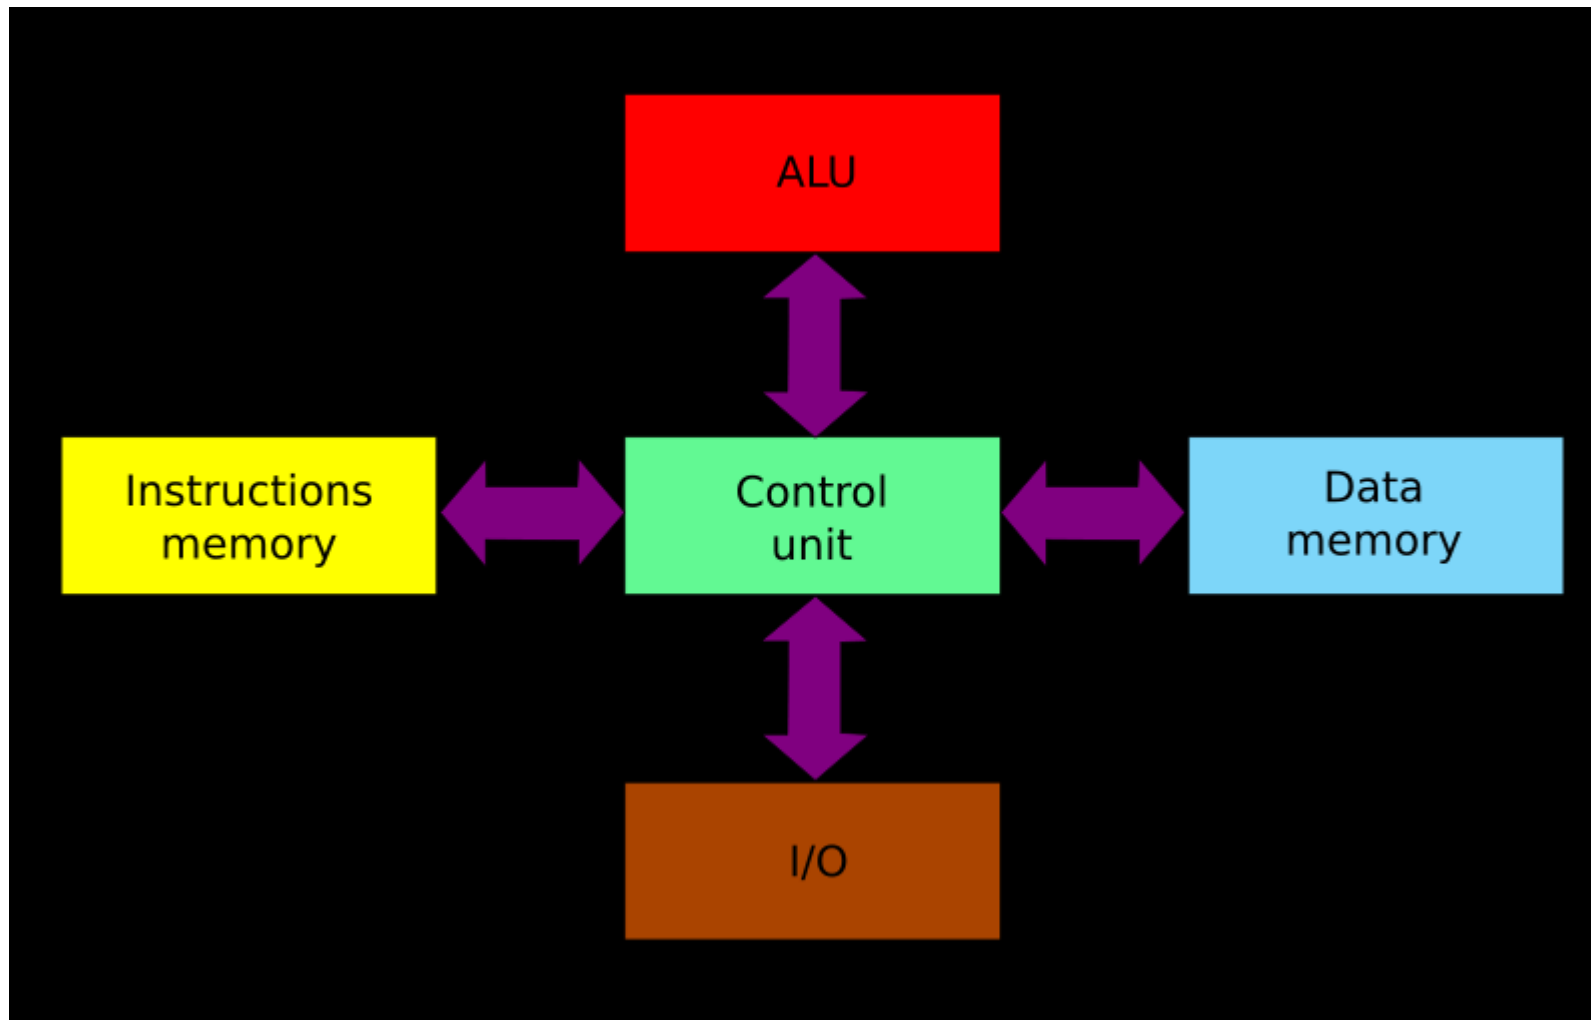 ALU
Instructions
memory
Control
unit
Data
memory
I/O